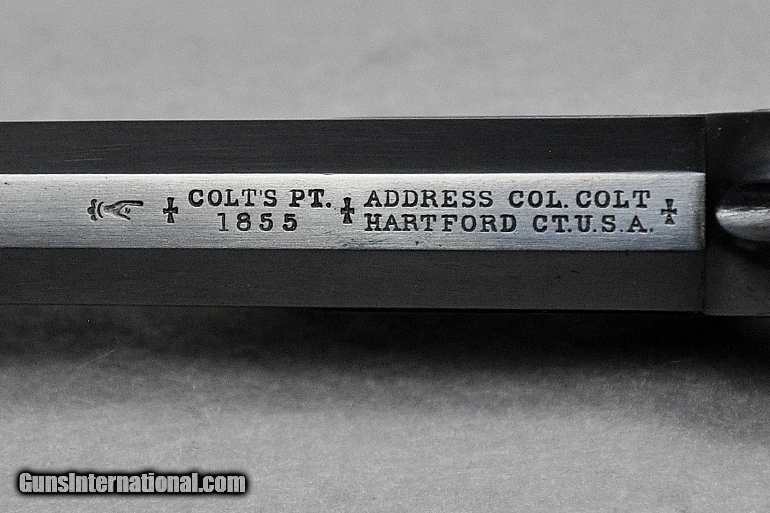 COLT'S PT. ADDRESS COL. COLT
1855 HARTFORD CT. U.S.A.
GunsInternational.com